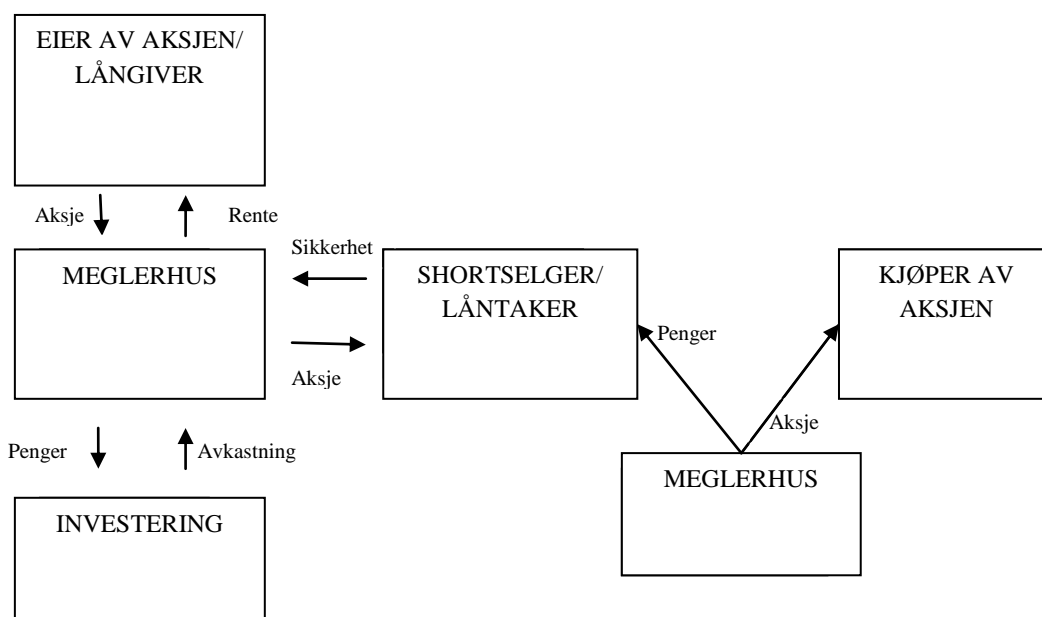 EIER AV AKSJEN/
LÅNGIVER
Aksje
Rente
MEGLERHUS
Sikkerhet
Aksje
SHORTSELGER/
LÅNTAKER
KJØPER AV
AKSJEN
Penger
Aksje
MEGLERHUS
Penger
Avkastning
INVESTERING